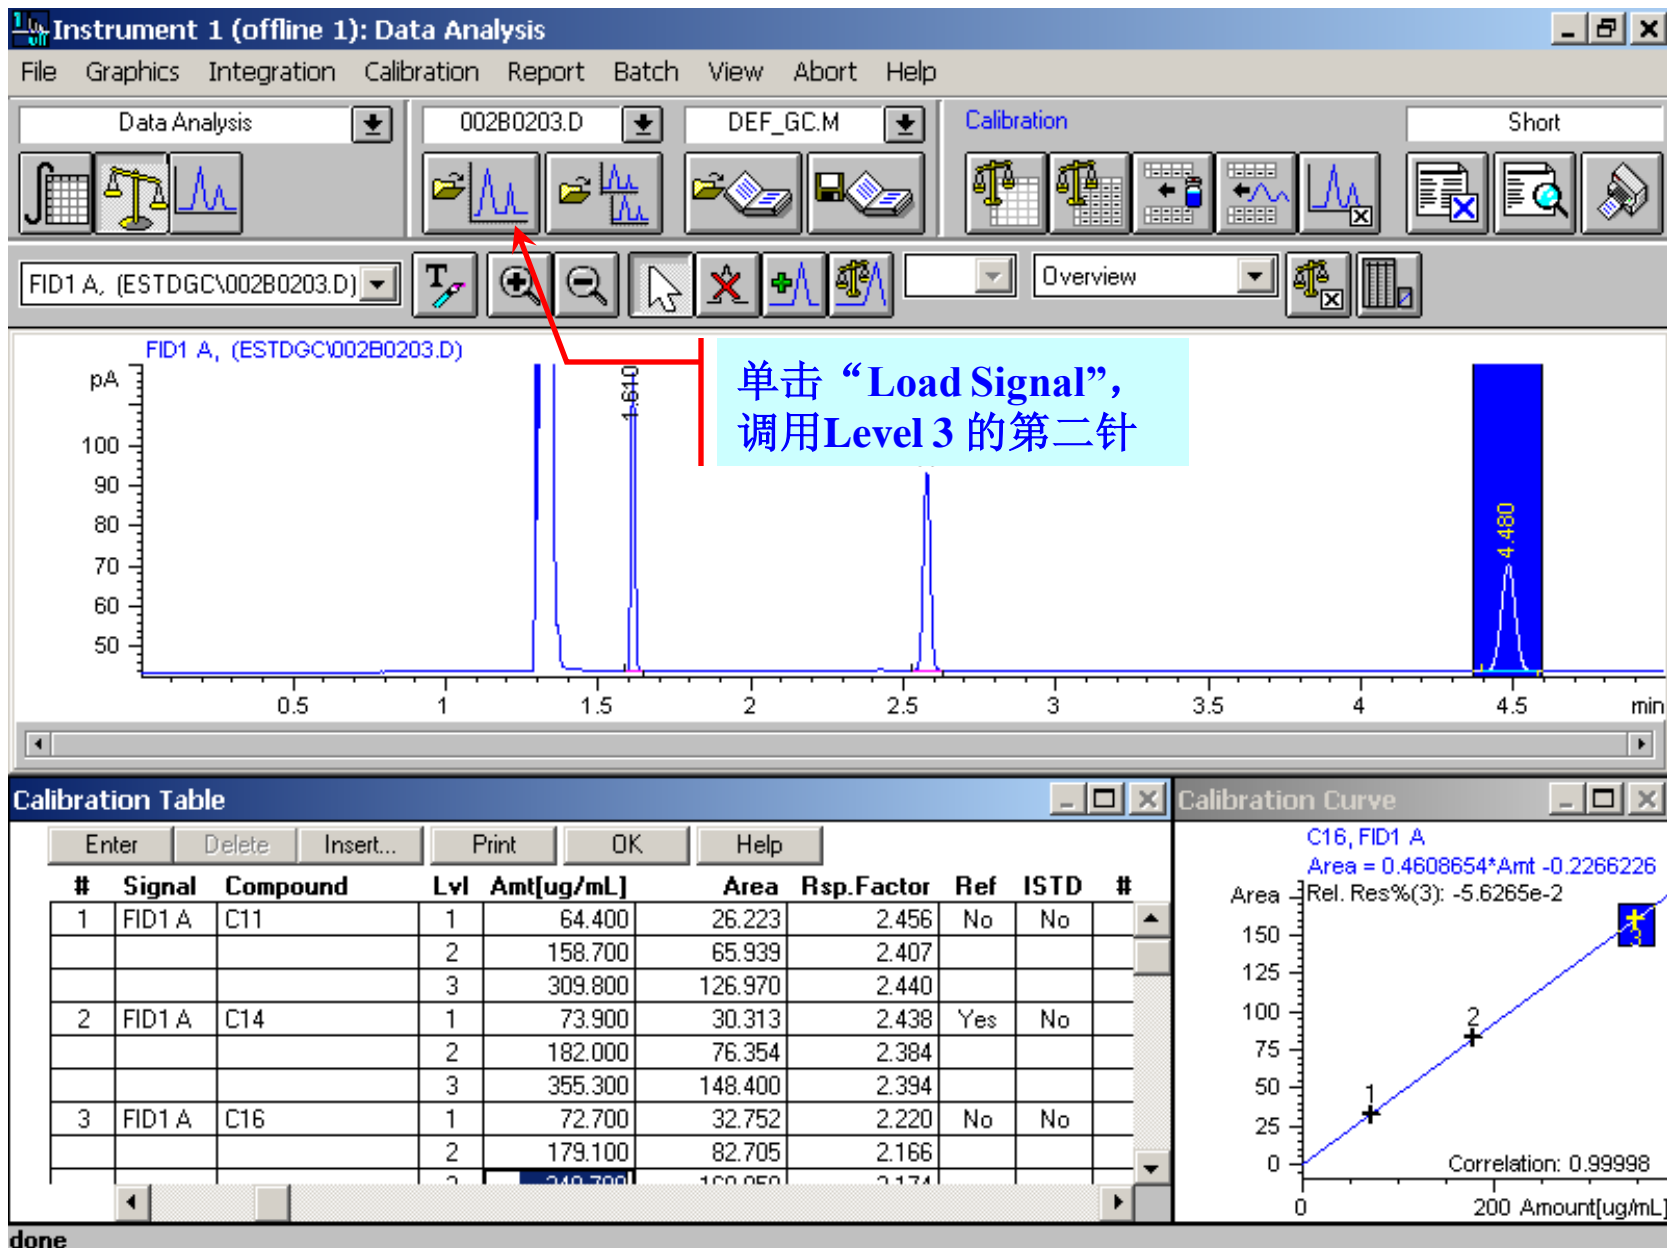 Instrument 1 (offline 1): Data Analysis
File Graphics Integration Calibration Report Batch View Abort Help
Data Analysis 002B0203.D DEF_GC.M Calibration Short
FID1 A, (ESTDGC\002B0203.D) Overview
FID1 A, (ESTDGC\002B0203.D)
pA
100
90
80
70
60
50
1.610
4.480
单击“Load Signal”,
调用Level 3 的第二针
0.5 1 1.5 2 2.5 3 3.5 4 4.5 min
Calibration Table
Enter Delete Insert... Print OK Help
# Signal Compound Lvl Amt[ug/mL] Area Rsp.Factor Ref ISTD #
1 FID1 A C11 1 64.400 26.223 2.456 No No
2 158.700 65.939 2.407
3 309.800 126.970 2.440
2 FID1 A C14 1 73.900 30.313 2.438 Yes No
2 182.000 76.354 2.384
3 355.300 148.400 2.394
3 FID1 A C16 1 72.700 32.752 2.220 No No
2 179.100 82.705 2.166
Calibration Curve
C16, FID1 A
Area = 0.4608654*Amt -0.2266226
Rel. Res%(3): -5.6265e-2
Area
150
125
100
75
50
25
0
1
2
3
Correlation: 0.99998
0 200 Amount[ug/mL]
done